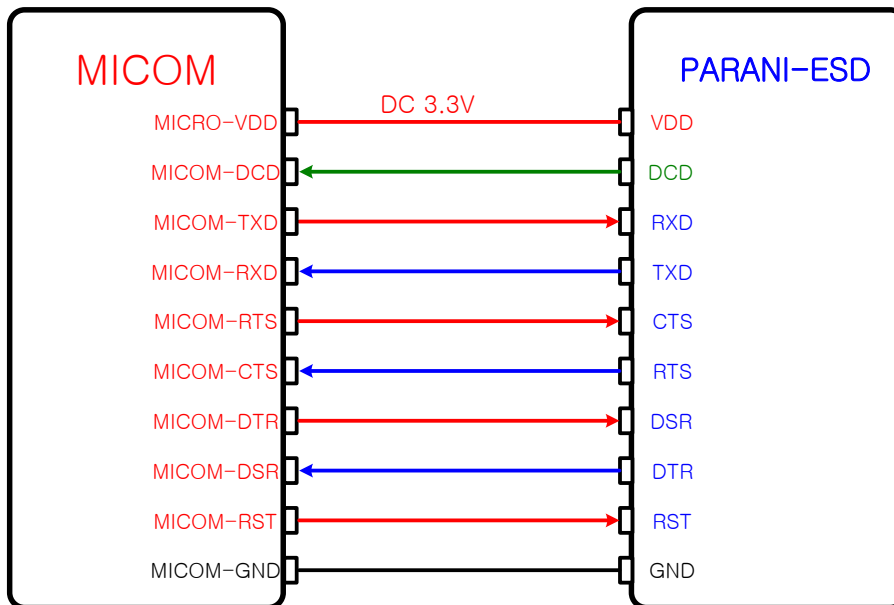 MICOM
PARANI-ESD
DC 3.3V
MICRO-VDD
VDD
MICOM-DCD
DCD
MICOM-TXD
RXD
MICOM-RXD
TXD
MICOM-RTS
CTS
MICOM-CTS
RTS
MICOM-DTR
DSR
MICOM-DSR
DTR
MICOM-RST
RST
MICOM-GND
GND